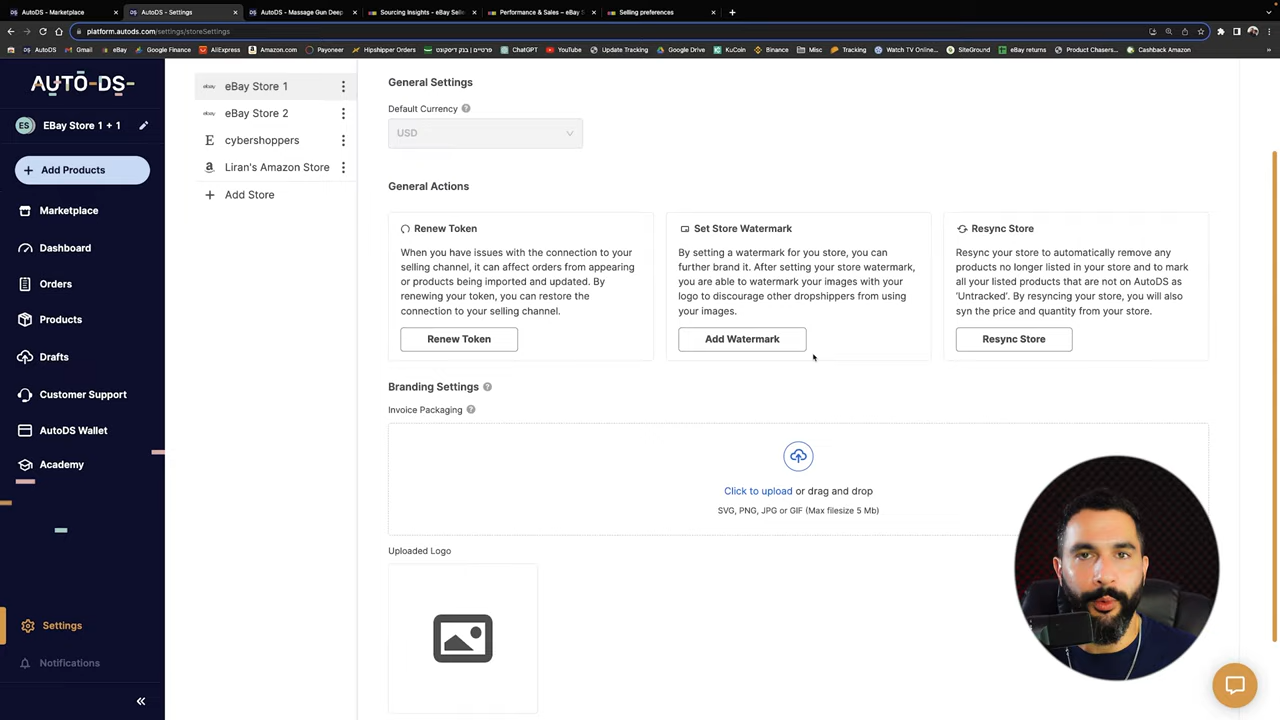 AutoDS - Marketplace
AutoDS - Settings
AutoDS - Massage Gun Deep
Sourcing Insights - eBay Selle
Performance & Sales – eBay S
Selling preferences
platform.autods.com/settings/storeSettings
AutoDS
eBay
Google Finance
AliExpress
Amazon.com
Payoneer
Hipshipper Orders
ChatGPT
YouTube
Update Tracking
Google Drive
KuCoin
Binance
Misc
Tracking
Watch TV Online...
SiteGround
eBay returns
Product Chasers...
Cashback Amazon
AUTO-DS
ES
EBay Store 1 + 1
Add Products
Marketplace
Dashboard
Orders
Products
Drafts
Customer Support
AutoDS Wallet
Academy
Settings
Notifications
eBay Store 1
eBay Store 2
cybershoppers
Liran's Amazon Store
Add Store
General Settings
Default Currency
USD
General Actions
Renew Token
When you have issues with the connection to your
selling channel, it can affect orders from appearing
or products being imported and updated. By
renewing your token, you can restore the
connection to your selling channel.
Renew Token
Set Store Watermark
By setting a watermark for you store, you can
further brand it. After setting your store watermark,
you are able to watermark your images with your
logo to discourage other dropshippers from using
your images.
Add Watermark
Resync Store
Resync your store to automatically remove any
products no longer listed in your store and to mark
all your listed products that are not on AutoDS as
'Untracked'. By resyncing your store, you will also
syn the price and quantity from your store.
Resync Store
Branding Settings
Invoice Packaging
Click to upload or drag and drop
SVG, PNG, JPG or GIF (Max filesize 5 Mb)
Uploaded Logo